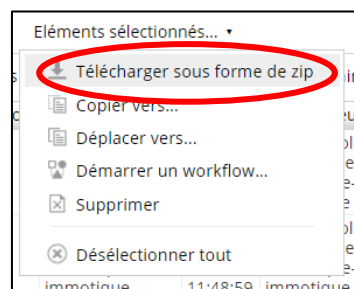 Eléments sélectionnés...
Télécharger sous forme de zip
Copier vers...
Déplacer vers...
Démarrer un workflow...
Supprimer
Désélectionner tout
immotique 11:48:59 immotique